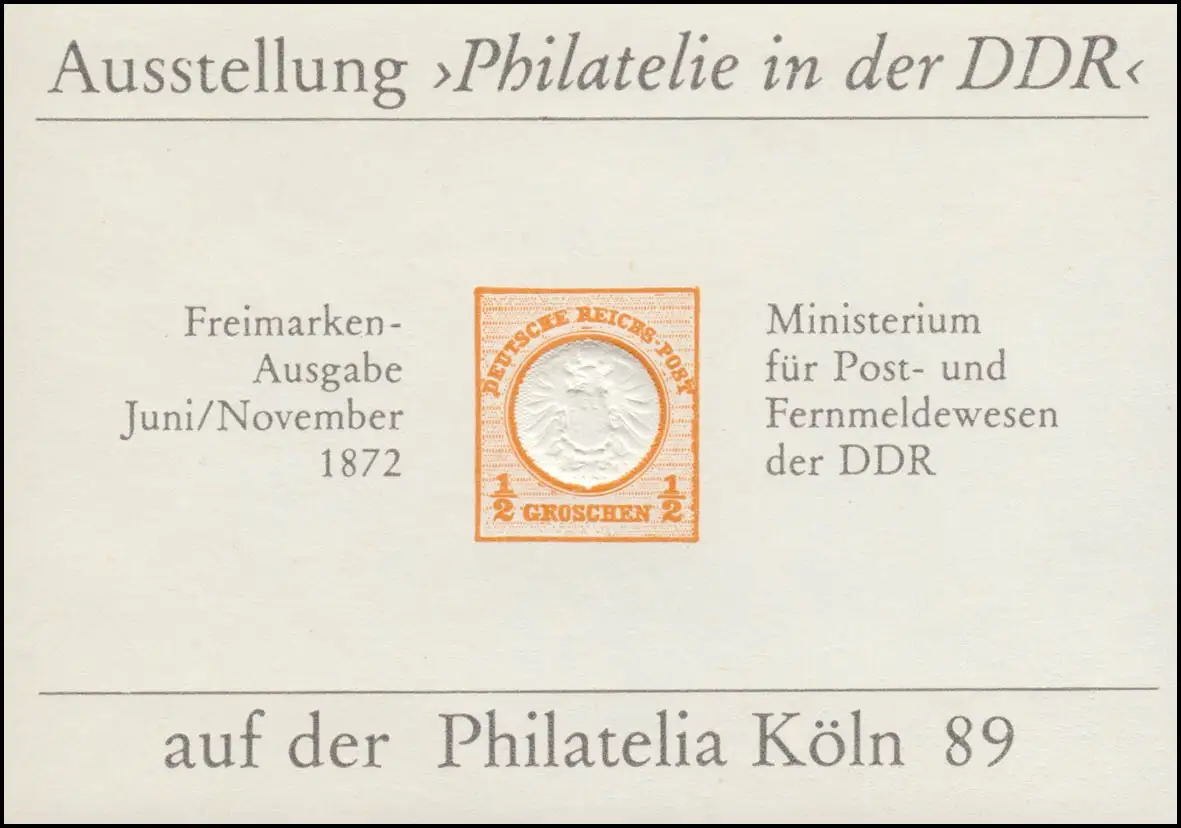 Ausstellung ›Philatelie in der DDR‹
Freimarken-
Ausgabe
Juni/November
1872
DEUTSCHE REICHS-POST
1/2 GROSCHEN 1/2
Ministerium
für Post- und
Fernmeldewesen
der DDR
auf der Philatelia Köln 89